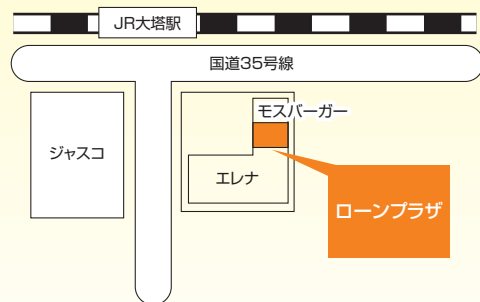 JR大塔駅
国道35号線
モスバーガー
ジャスコ
エレナ
ローンプラザ